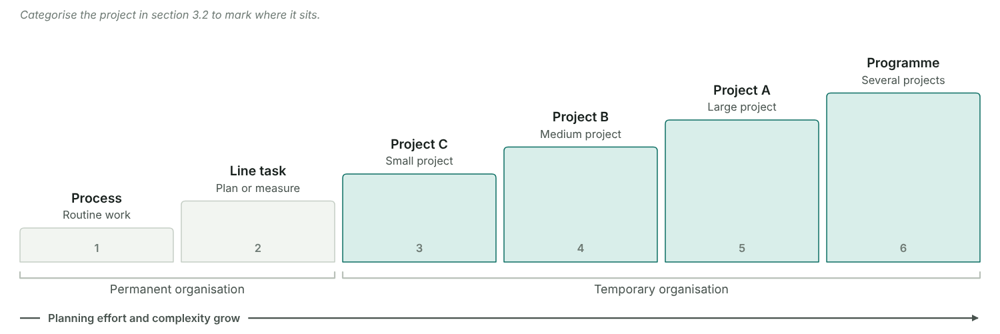 Categorise the project in section 3.2 to mark where it sits.
Programme
Several projects
Project A
Large project
Project B
Medium project
Project C
Small project
Line task
Plan or measure
Process
Routine work
1
2
3
4
5
6
Permanent organisation
Temporary organisation
Planning effort and complexity grow